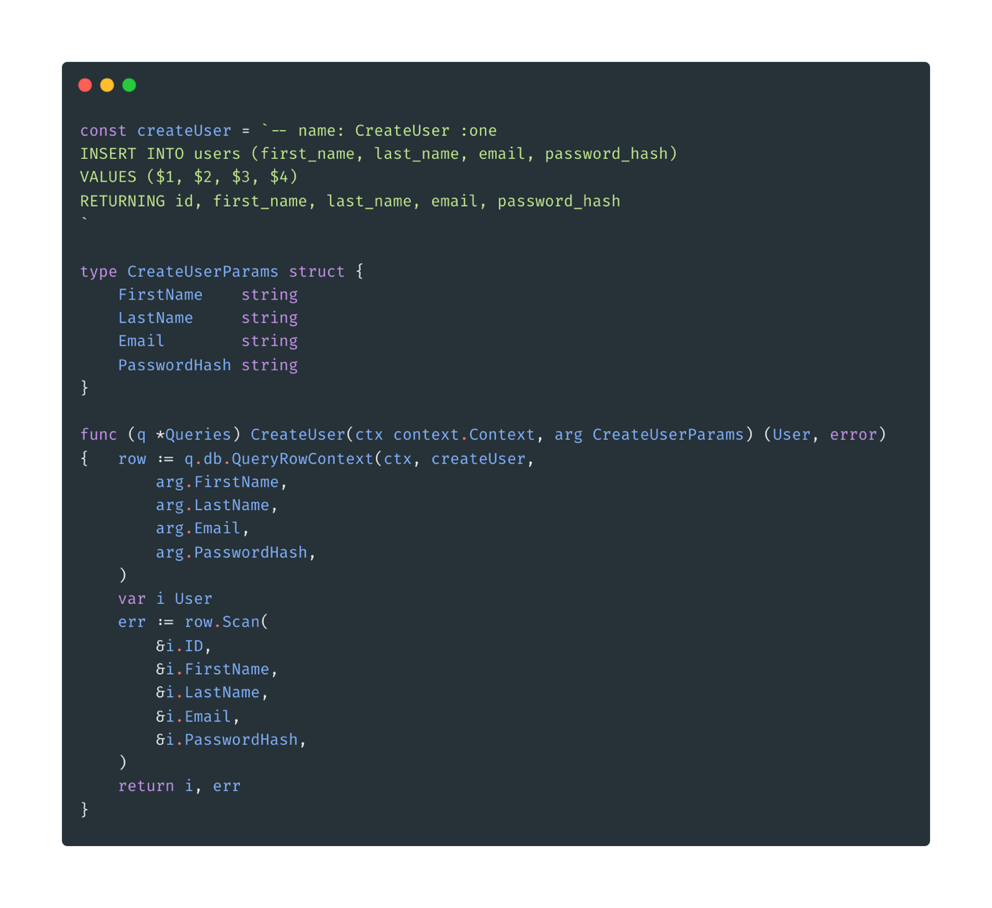 const createUser = `-- name: CreateUser :one
INSERT INTO users (first_name, last_name, email, password_hash)
VALUES ($1, $2, $3, $4)
RETURNING id, first_name, last_name, email, password_hash
`
type CreateUserParams struct {
    FirstName    string
    LastName     string
    Email        string
    PasswordHash string
}
func (q *Queries) CreateUser(ctx context.Context, arg CreateUserParams) (User, error)
{   row := q.db.QueryRowContext(ctx, createUser,
        arg.FirstName,
        arg.LastName,
        arg.Email,
        arg.PasswordHash,
    )
    var i User
    err := row.Scan(
        &i.ID,
        &i.FirstName,
        &i.LastName,
        &i.Email,
        &i.PasswordHash,
    )
    return i, err
}